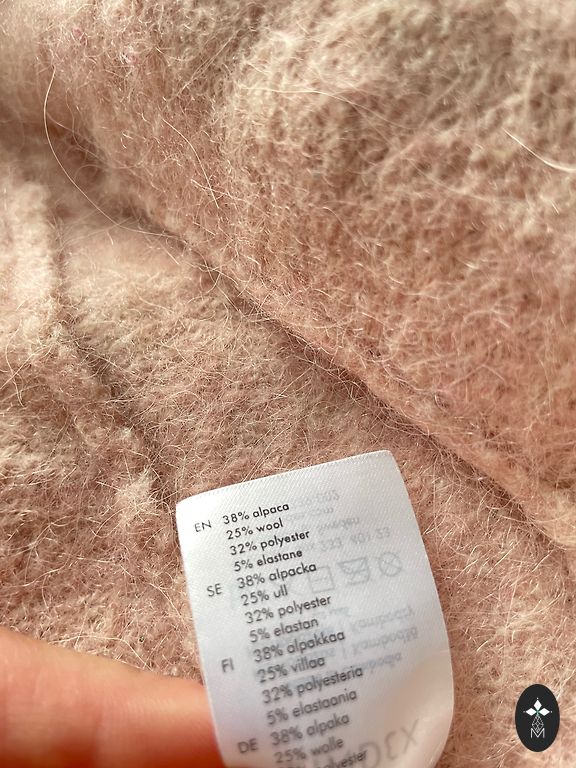 EN 38% alpaca
25% wool
32% polyester
5% elastane
SE 38% alpacka
25% ull
32% polyester
5% elastan
FI 38% alpakkaa
25% villaa
32% polyesteria
5% elastaania
DE 38% alpaka
25% wolle
polyester
M